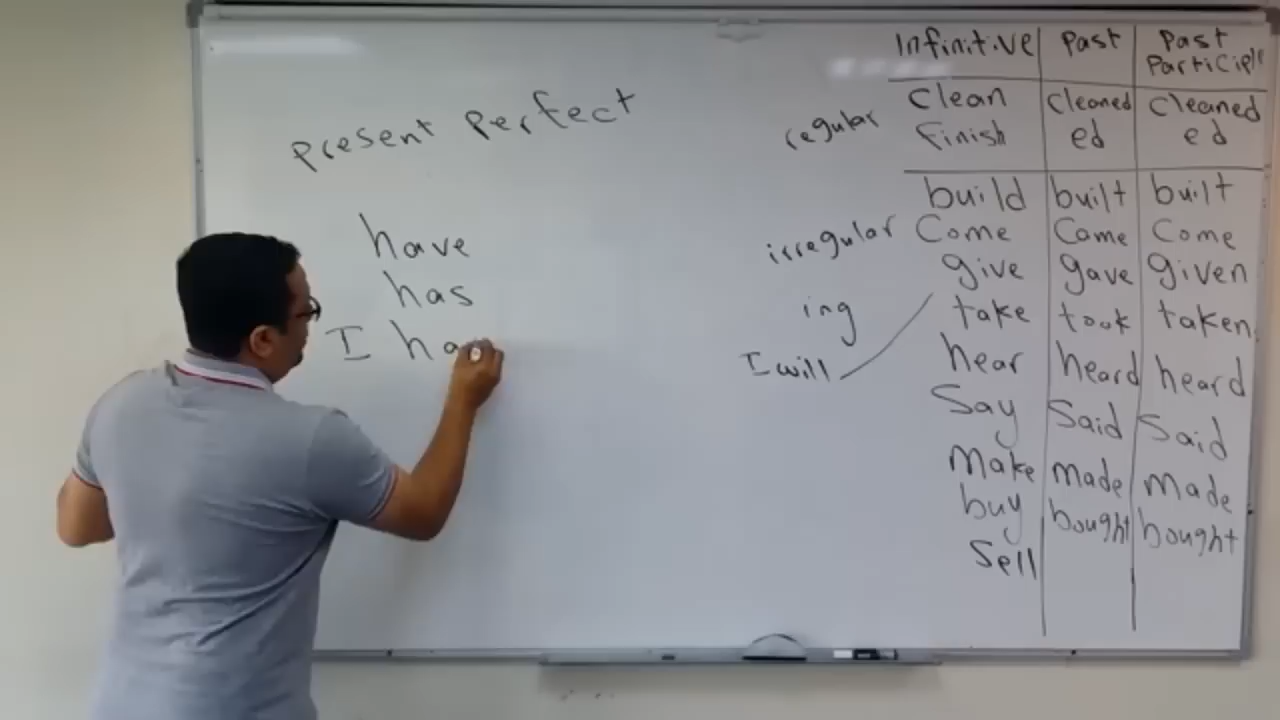 present perfect
have
has
I ha
regular
irregular
ing
I will
Infinitive Past Past Participle
Clean Cleaned Cleaned
Finish ed ed
build built built
Come Came Come
give gave given
take took taken
hear heard heard
Say Said Said
Make Made Made
buy bought bought
Sell